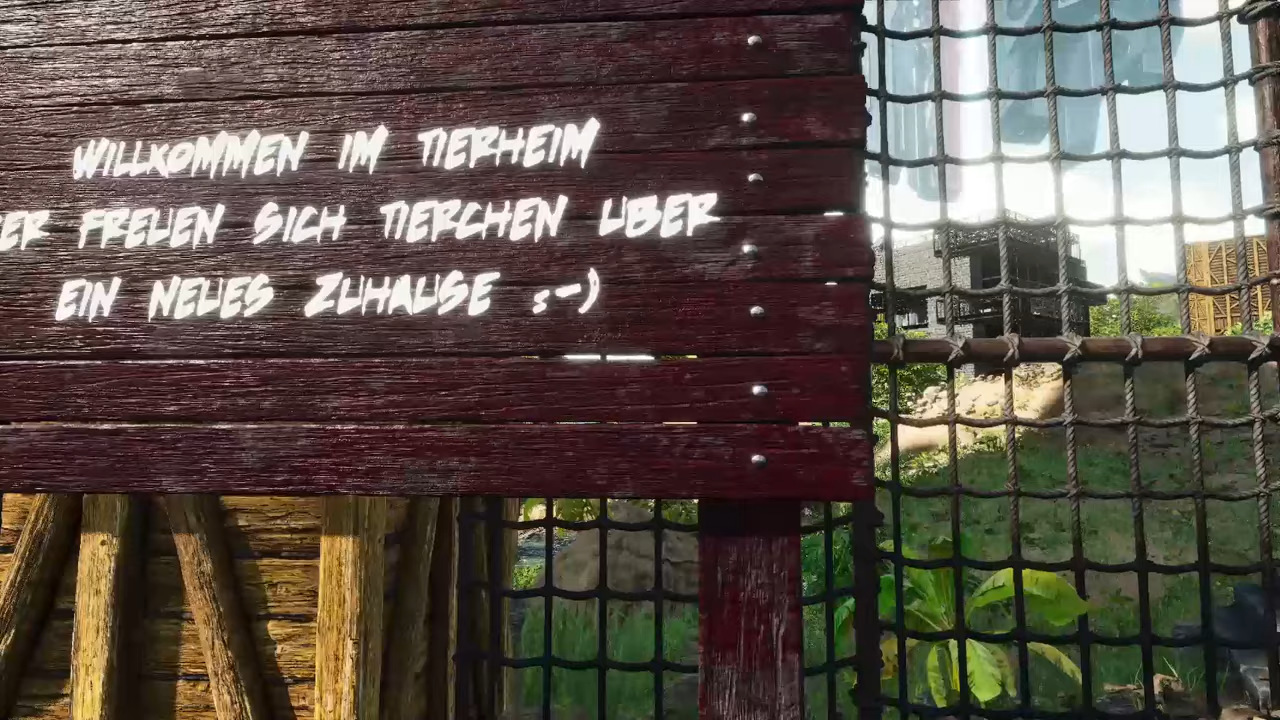 WILLKOMMEN IM TIERHEIM
FREUEN SICH TIERCHEN UBER
EIN NEUES ZUHAUSE :-)